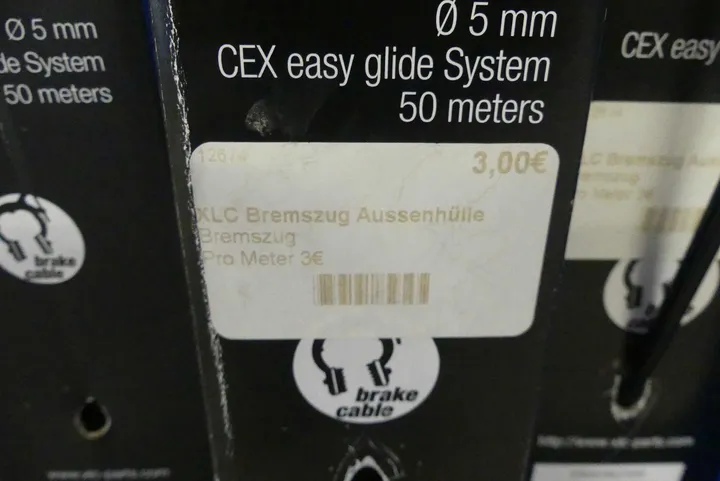 Ø 5 mm
de System
50 meters
brake
cable
Ø 5 mm
CEX easy glide System
50 meters
3,00€
XLC Bremszug Aussenhülle
Bremszug
Pro Meter 3€
brake
cable
CEX easy